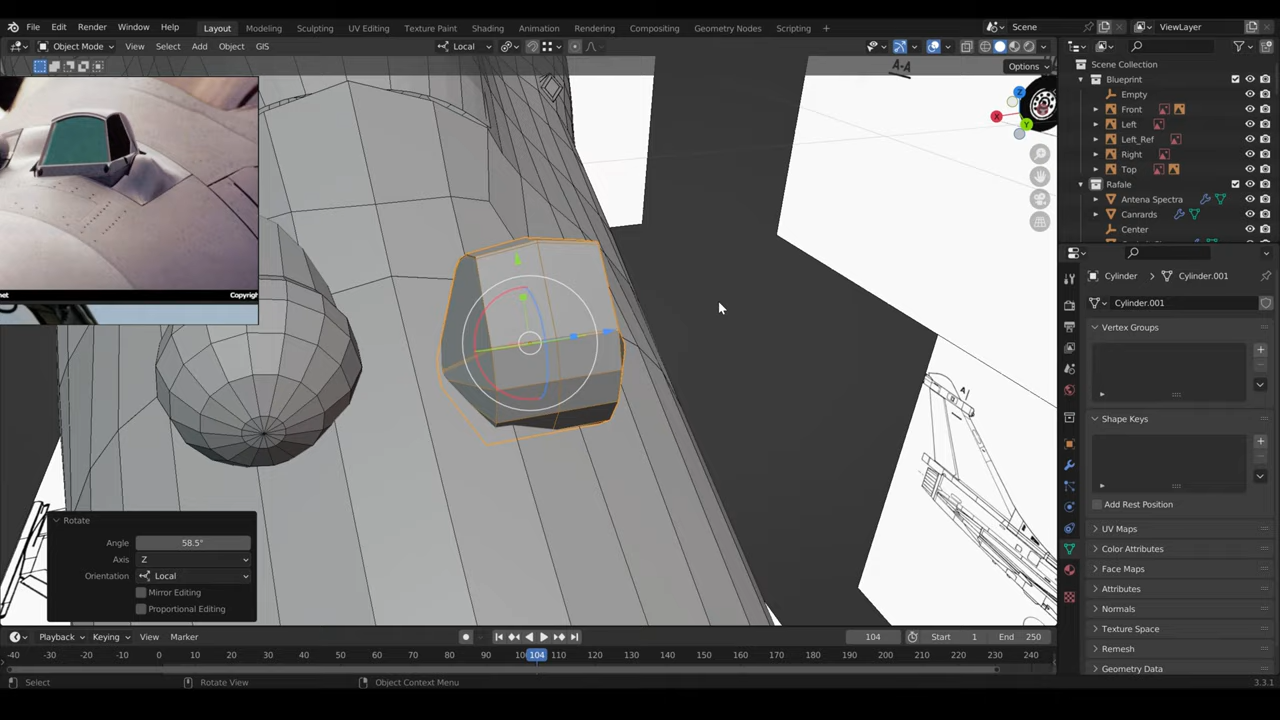 File Edit Render Window Help Layout Modeling Sculpting UV Editing Texture Paint Shading Animation Rendering Compositing Geometry Nodes Scripting + Scene ViewLayer
Object Mode View Select Add Object GIS Local
Options
A-A
Z
X
Y
net
Copyrigh
A
Rotate
Angle 58.5°
Axis Z
Orientation Local
Mirror Editing
Proportional Editing
Scene Collection
Blueprint
Empty
Front
Left
Left_Ref
Right
Top
Rafale
Antena Spectra
Canrards
Center
Cylinder > Cylinder.001
Cylinder.001
Vertex Groups
Shape Keys
Add Rest Position
UV Maps
Color Attributes
Face Maps
Attributes
Normals
Texture Space
Remesh
Geometry Data
Playback Keying View Marker 104 Start 1 End 250
-40 -30 -20 -10 0 10 20 30 40 50 60 70 80 90 100 104 110 120 130 140 150 160 170 180 190 200 210 220 230 240
Select Rotate View Object Context Menu 3.3.1